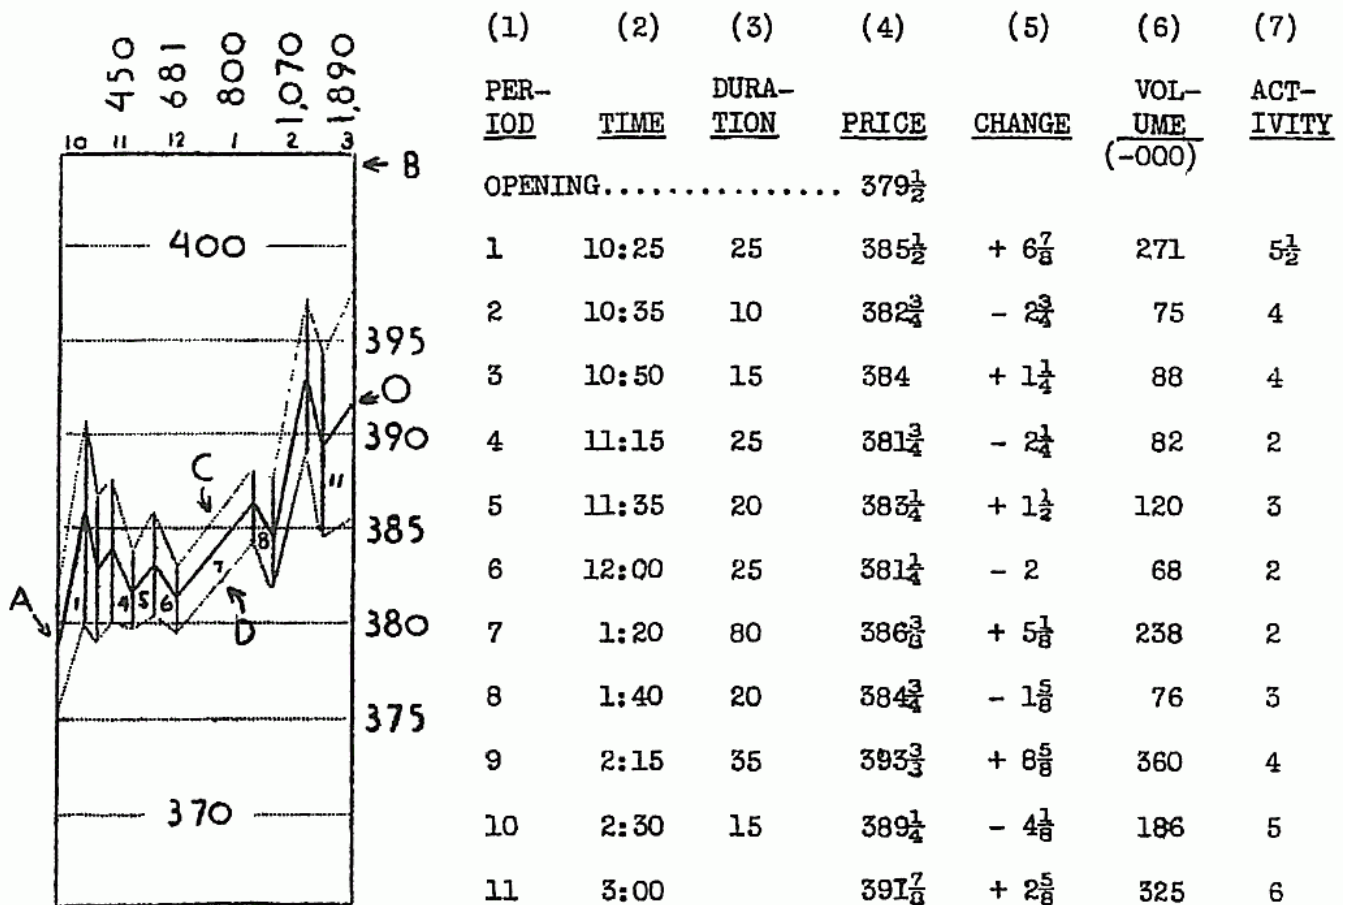 450
681
800
1,070
1,890
10 11 12 1 2 3
B
400
395
O
390
C
11
385
8
7
A
1 4 5 6
380
D
375
370
(1) (2) (3) (4) (5) (6) (7)
PER- DURA- VOL- ACT-
IOD TIME TION PRICE CHANGE UME IVITY
(-000)
OPENING............... 379½
1 10:25 25 385½ + 6⅞ 271 5½
2 10:35 10 382¾ - 2¾ 75 4
3 10:50 15 384 + 1¼ 88 4
4 11:15 25 381¾ - 2¼ 82 2
5 11:35 20 383¼ + 1½ 120 3
6 12:00 25 381¼ - 2 68 2
7 1:20 80 386⅜ + 5⅛ 238 2
8 1:40 20 384¾ - 1⅝ 76 3
9 2:15 35 393⅜ + 8⅝ 360 4
10 2:30 15 389¼ - 4⅛ 186 5
11 3:00 391⅞ + 2⅝ 325 6